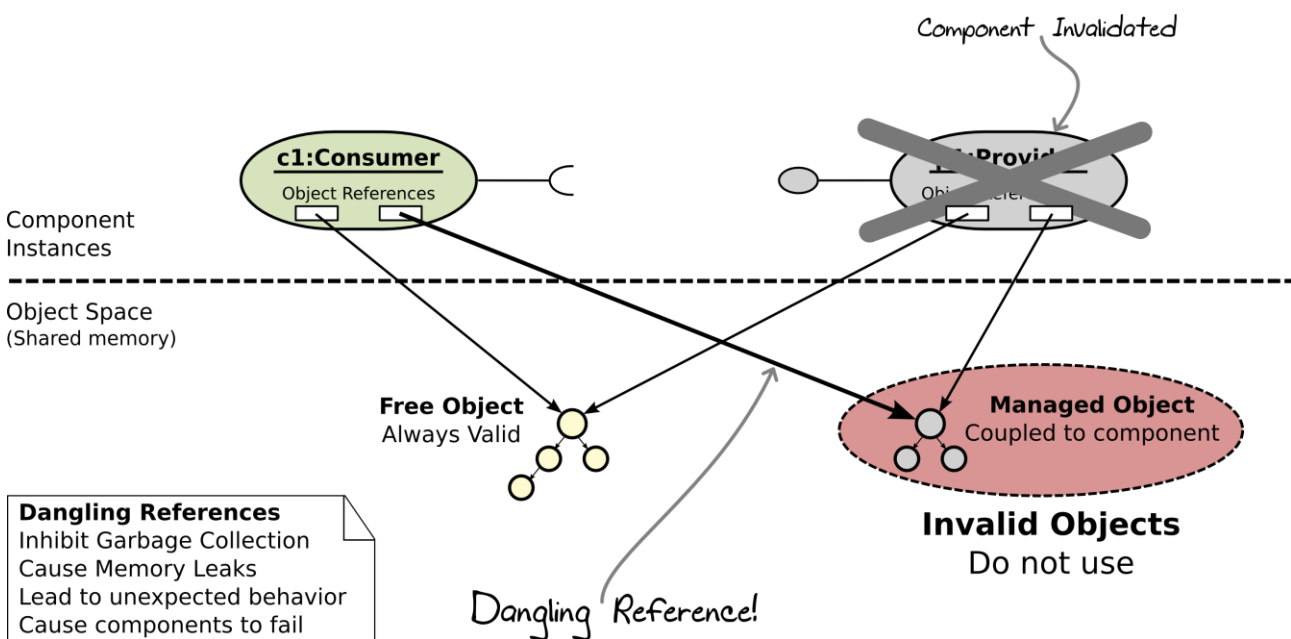 Component Invalidated
c1:Consumer
Object References
Component
Instances
Object Space
(Shared memory)
Free Object
Always Valid
Managed Object
Coupled to component
Invalid Objects
Do not use
Dangling References
Inhibit Garbage Collection
Cause Memory Leaks
Lead to unexpected behavior
Cause components to fail
Dangling Reference!